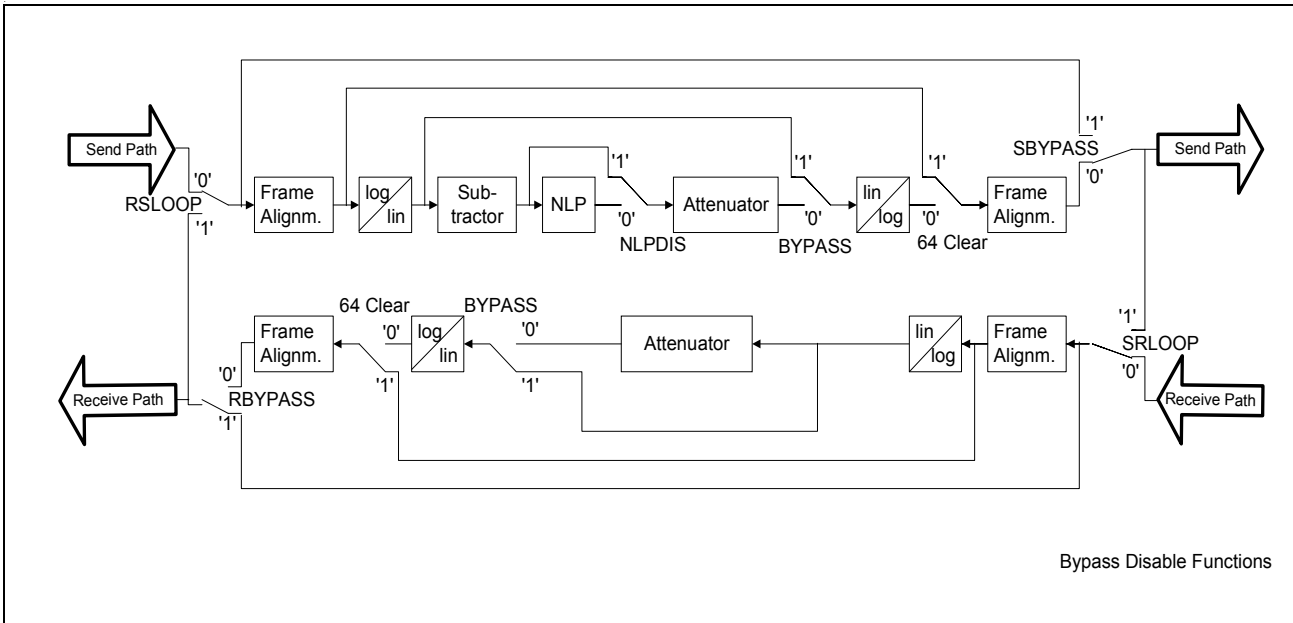 '1'
Send Path
'0'
RSLOOP
'1'
Frame
Alignm.
log
lin
Sub-
tractor
NLP
'1'
'0'
NLPDIS
Attenuator
'1'
'0'
BYPASS
lin
log
'1'
'0'
64 Clear
Frame
Alignm.
SBYPASS
'0'
Send Path
64 Clear
BYPASS
Frame
Alignm.
'0'
'1'
log
lin
'0'
'1'
Attenuator
lin
log
Frame
Alignm.
'1'
SRLOOP
'0'
Receive Path
'0'
RBYPASS
'1'
Receive Path
Bypass Disable Functions